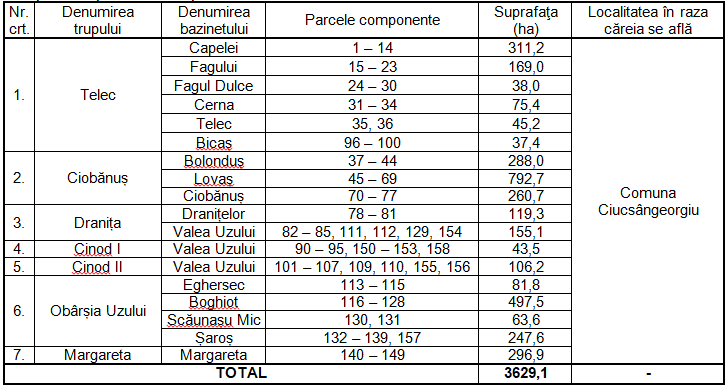 Nr. crt. | Denumirea trupului | Denumirea bazinetului | Parcele componente | Suprafaţa (ha) | Localitatea în raza căreia se află
1. | Telec | Capelei | 1 – 14 | 311,2 | Comuna Ciucsângeorgiu
Fagului | 15 – 23 | 169,0
Fagul Dulce | 24 – 30 | 38,0
Cerna | 31 – 34 | 75,4
Telec | 35, 36 | 45,2
Bicaș | 96 – 100 | 37,4
2. | Ciobănuș | Bolonduș | 37 – 44 | 288,0
Lovaș | 45 – 69 | 792,7
Ciobănuș | 70 – 77 | 260,7
3. | Dranița | Dranițelor | 78 – 81 | 119,3
Valea Uzului | 82 – 85, 111, 112, 129, 154 | 155,1
4. | Cinod I | Valea Uzului | 90 – 95, 150 – 153, 158 | 43,5
5. | Cinod II | Valea Uzului | 101 – 107, 109, 110, 155, 156 | 106,2
6. | Obârșia Uzului | Eghersec | 113 – 115 | 81,8
Boghiot | 116 – 128 | 497,5
Scăunașu Mic | 130, 131 | 63,6
Șaroș | 132 – 139, 157 | 247,6
7. | Margareta | Margareta | 140 – 149 | 296,9
TOTAL | 3629,1 | -